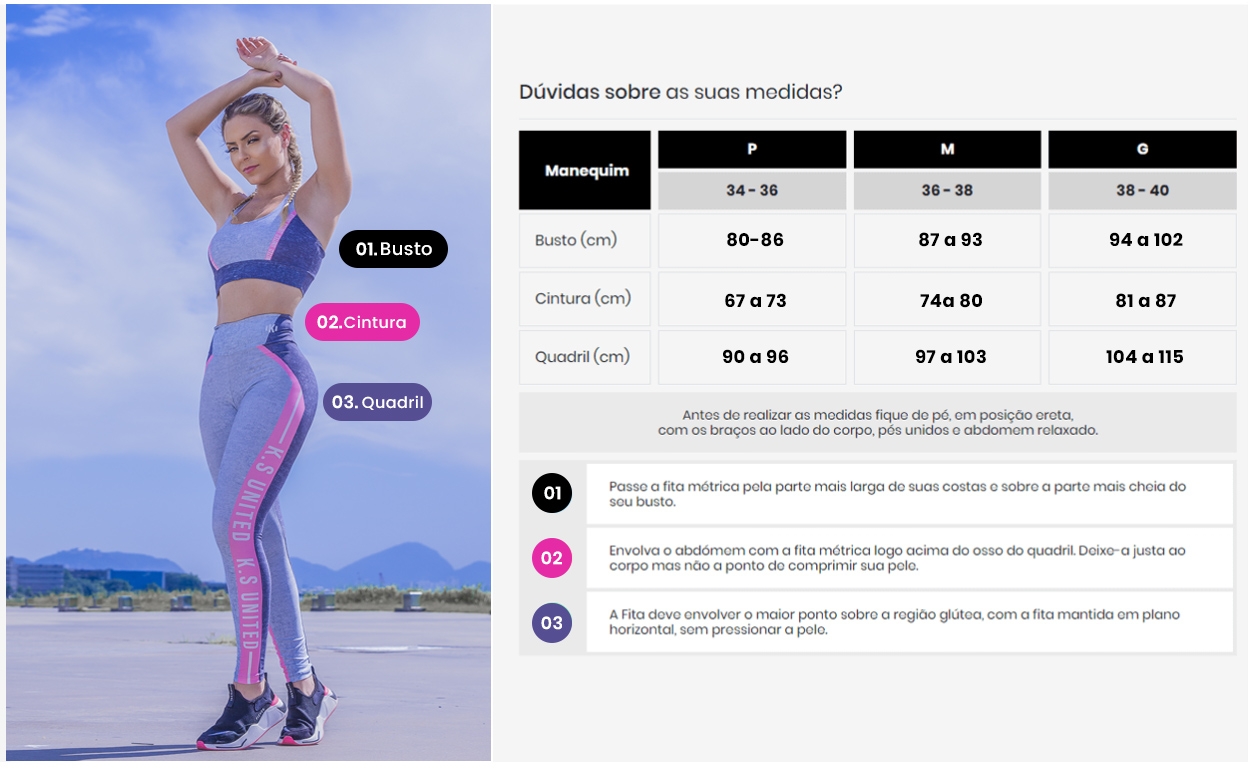 01.Busto
02.Cintura
03. Quadril
K.S UNITED K.S UNITED
Dúvidas sobre as suas medidas?
Manequim P M G
34 - 36 36 - 38 38 - 40
Busto (cm) 80-86 87 a 93 94 a 102
Cintura (cm) 67 a 73 74a 80 81 a 87
Quadril (cm) 90 a 96 97 a 103 104 a 115
Antes de realizar as medidas fique de pé, em posição ereta,
com os braços ao lado do corpo, pés unidos e abdomem relaxado.
01
Passe a fita métrica pela parte mais larga de suas costas e sobre a parte mais cheia do
seu busto.
02
Envolva o abdómem com a fita métrica logo acima do osso do quadril. Deixe-a justa ao
corpo mas não a ponto de comprimir sua pele.
03
A Fita deve envolver o maior ponto sobre a região glútea, com a fita mantida em plano
horizontal, sem pressionar a pele.